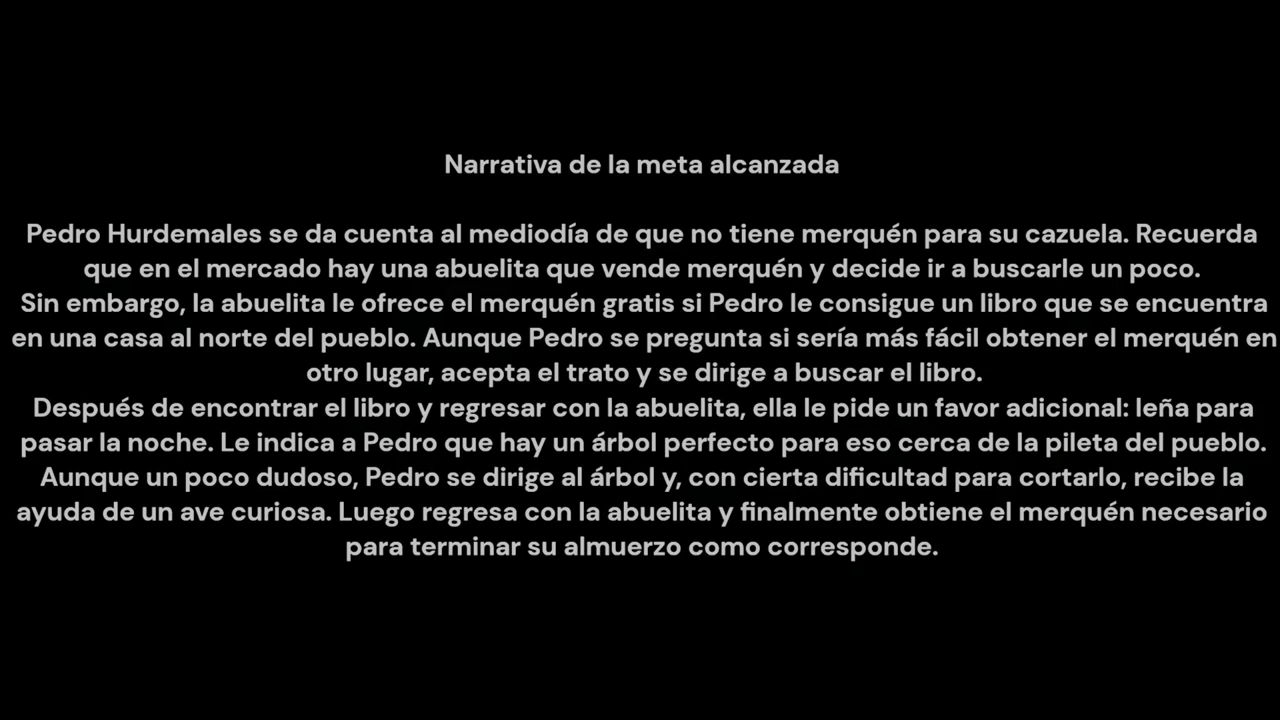 Narrativa de la meta alcanzada
Pedro Hurdemales se da cuenta al mediodía de que no tiene merquén para su cazuela. Recuerda
que en el mercado hay una abuelita que vende merquén y decide ir a buscarle un poco.
Sin embargo, la abuelita le ofrece el merquén gratis si Pedro le consigue un libro que se encuentra
en una casa al norte del pueblo. Aunque Pedro se pregunta si sería más fácil obtener el merquén en
otro lugar, acepta el trato y se dirige a buscar el libro.
Después de encontrar el libro y regresar con la abuelita, ella le pide un favor adicional: leña para
pasar la noche. Le indica a Pedro que hay un árbol perfecto para eso cerca de la pileta del pueblo.
Aunque un poco dudoso, Pedro se dirige al árbol y, con cierta dificultad para cortarlo, recibe la
ayuda de un ave curiosa. Luego regresa con la abuelita y finalmente obtiene el merquén necesario
para terminar su almuerzo como corresponde.